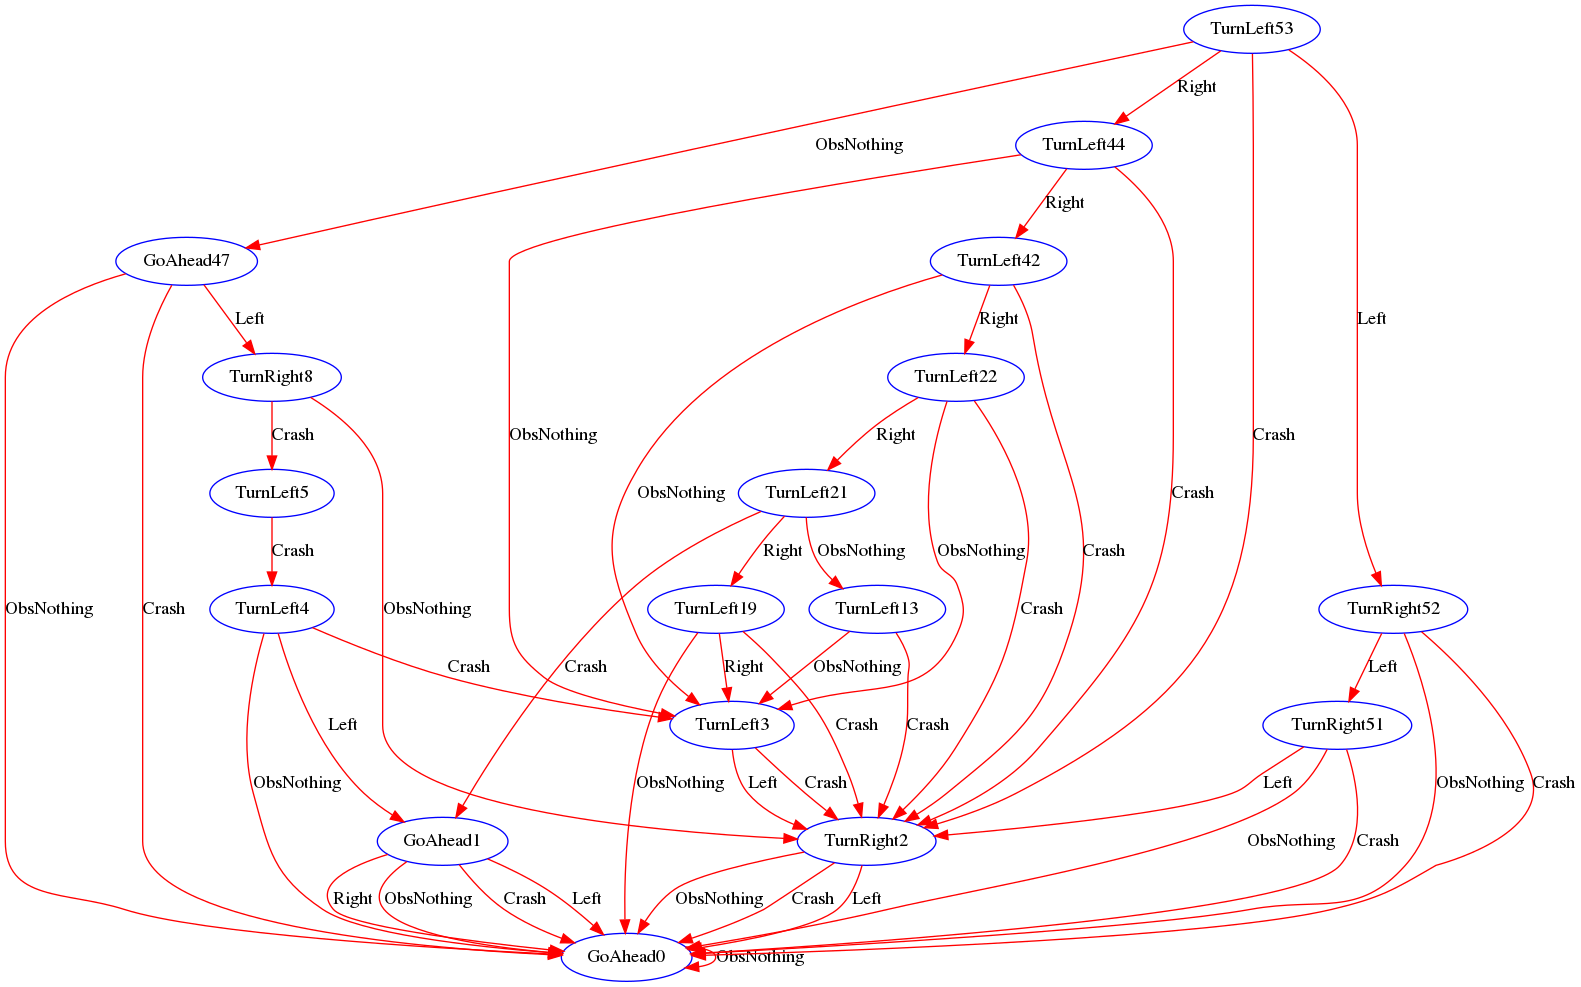 TurnLeft53
Right
TurnLeft44
ObsNothing
Right
GoAhead47
TurnLeft42
Left
Right
Left
TurnRight8
TurnLeft22
Crash
ObsNothing
Right
Crash
TurnLeft5
TurnLeft21
ObsNothing
Crash
Crash
Right
ObsNothing
ObsNothing
Crash
ObsNothing
Crash
ObsNothing
Crash
TurnLeft4
TurnLeft19
TurnLeft13
TurnRight52
Crash
Crash
Right
ObsNothing
Left
Left
Crash
TurnLeft3
TurnRight51
ObsNothing
ObsNothing
Left
Crash
Left
ObsNothing
Crash
GoAhead1
TurnRight2
ObsNothing
Crash
Right
ObsNothing
Crash
Left
ObsNothing
Crash
Left
GoAhead0
ObsNothing